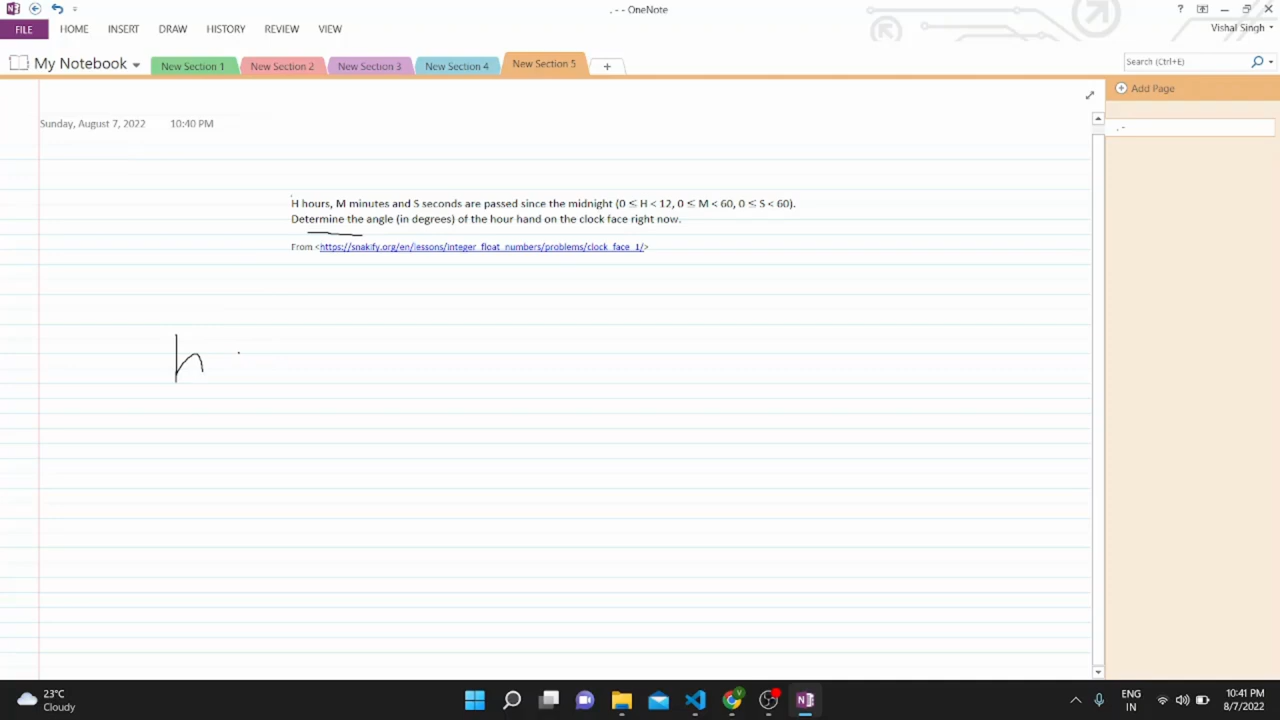 . - - OneNote
?
FILE HOME INSERT DRAW HISTORY REVIEW VIEW
Vishal Singh
My Notebook
New Section 1
New Section 2
New Section 3
New Section 4
New Section 5
+
Search (Ctrl+E)
Add Page
. -
Sunday, August 7, 2022 10:40 PM
H hours, M minutes and S seconds are passed since the midnight (0 ≤ H < 12, 0 ≤ M < 60, 0 ≤ S < 60).
Determine the angle (in degrees) of the hour hand on the clock face right now.
From <https://snakify.org/en/lessons/integer_float_numbers/problems/clock_face_1/>
h
23°C
Cloudy
ENG
IN
10:41 PM
8/7/2022